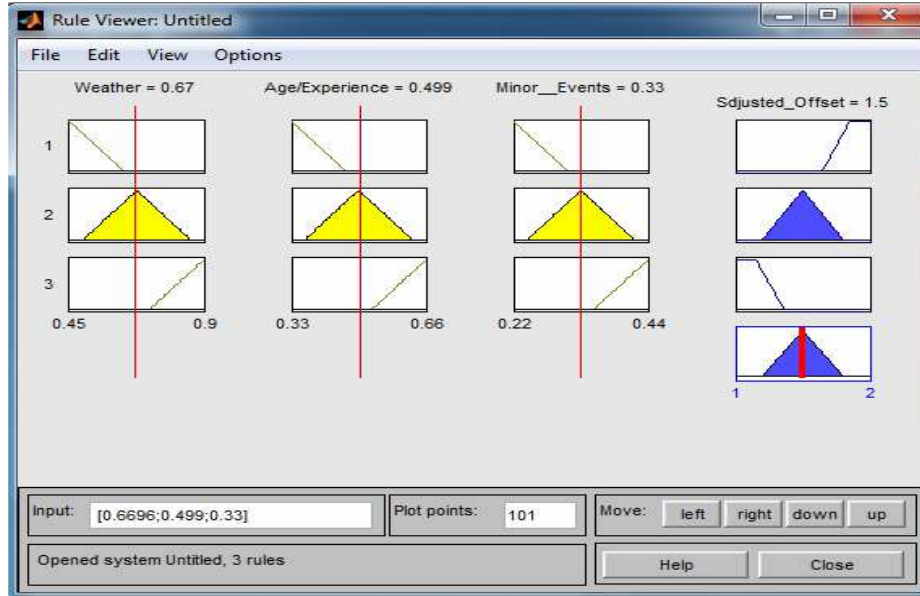 Rule Viewer: Untitled
File Edit View Options
Weather = 0.67 Age/Experience = 0.499 Minor__Events = 0.33
Sdjusted_Offset = 1.5
1
2
3
0.45 0.9 0.33 0.66 0.22 0.44
1 2
Input: [0.6696;0.499;0.33] Plot points: 101 Move: left right down up
Opened system Untitled, 3 rules Help Close